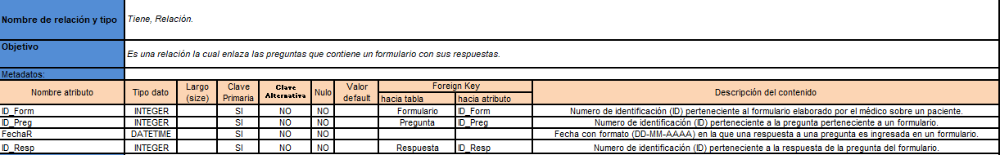 Nombre de relación y tipo Tiene, Relación.
Objetivo
Es una relación la cual enlaza las preguntas que contiene un formulario con sus respuestas.
Metadatos:
Nombre atributo Tipo dato Largo (size) Clave Primaria Clave Alternativa Nulo Valor default Foreign Key Descripción del contenido
hacia tabla hacia atributo
ID_Form INTEGER SI NO NO Formulario ID_Form Numero de identificación (ID) perteneciente al formulario elaborado por el médico sobre un paciente.
ID_Preg INTEGER SI NO NO Pregunta ID_Preg Numero de identificación (ID) perteneciente a la pregunta perteneciente a un formulario.
FechaR DATETIME SI NO NO Fecha con formato (DD-MM-AAAA) en la que una respuesta a una pregunta es ingresada en un formulario.
ID_Resp INTEGER SI NO NO Respuesta ID_Resp Numero de identificación (ID) perteneciente a la respuesta de la pregunta del formulario.